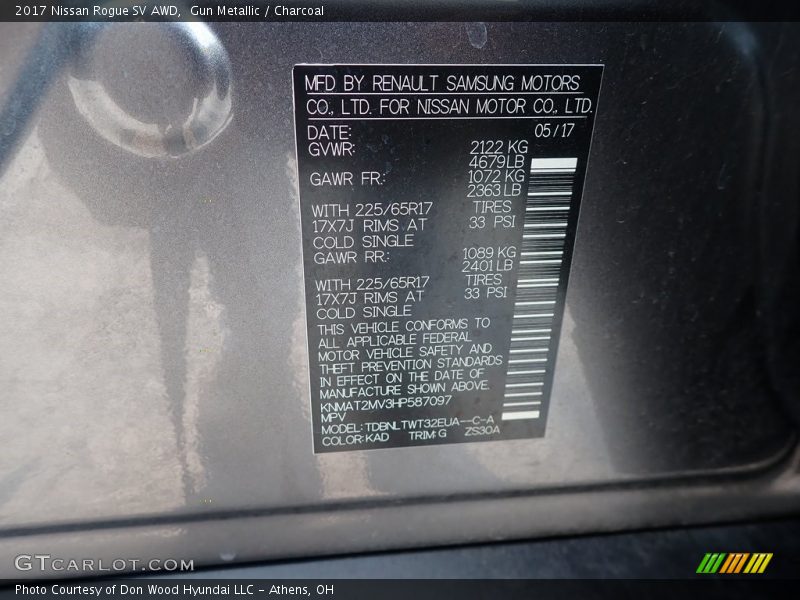 2017 Nissan Rogue SV AWD,  Gun Metallic / Charcoal
MFD BY RENAULT SAMSUNG MOTORS
CO., LTD. FOR NISSAN MOTOR CO., LTD.
DATE: 05/17
GVWR: 2122 KG
4679LB
GAWR FR: 1072 KG
2363LB
WITH 225/65R17 TIRES
17X7J RIMS AT 33 PSI
COLD SINGLE
GAWR RR: 1089 KG
2401LB
WITH 225/65R17 TIRES
17X7J RIMS AT 33 PSI
COLD SINGLE
THIS VEHICLE CONFORMS TO
ALL APPLICABLE FEDERAL
MOTOR VEHICLE SAFETY AND
THEFT PREVENTION STANDARDS
IN EFFECT ON THE DATE OF
MANUFACTURE SHOWN ABOVE.
KNMAT2MV3HP587097
MPV
MODEL:TDBNLTWT32EUA--C-A
COLOR:KAD TRIM:G ZS30A
GTCARLOT.COM
Photo Courtesy of Don Wood Hyundai LLC - Athens, OH